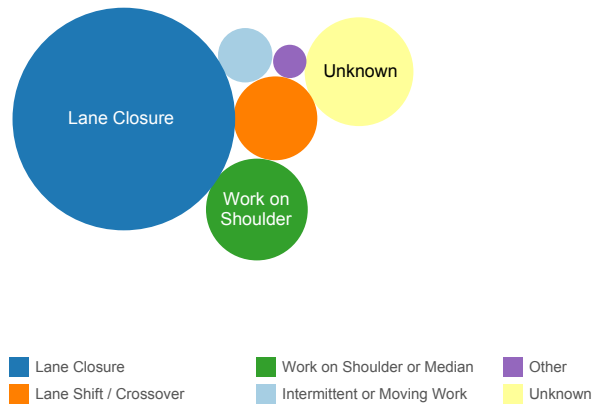 Lane Closure
Unknown
Work on
Shoulder
Lane Closure
Work on Shoulder or Median
Other
Lane Shift / Crossover
Intermittent or Moving Work
Unknown